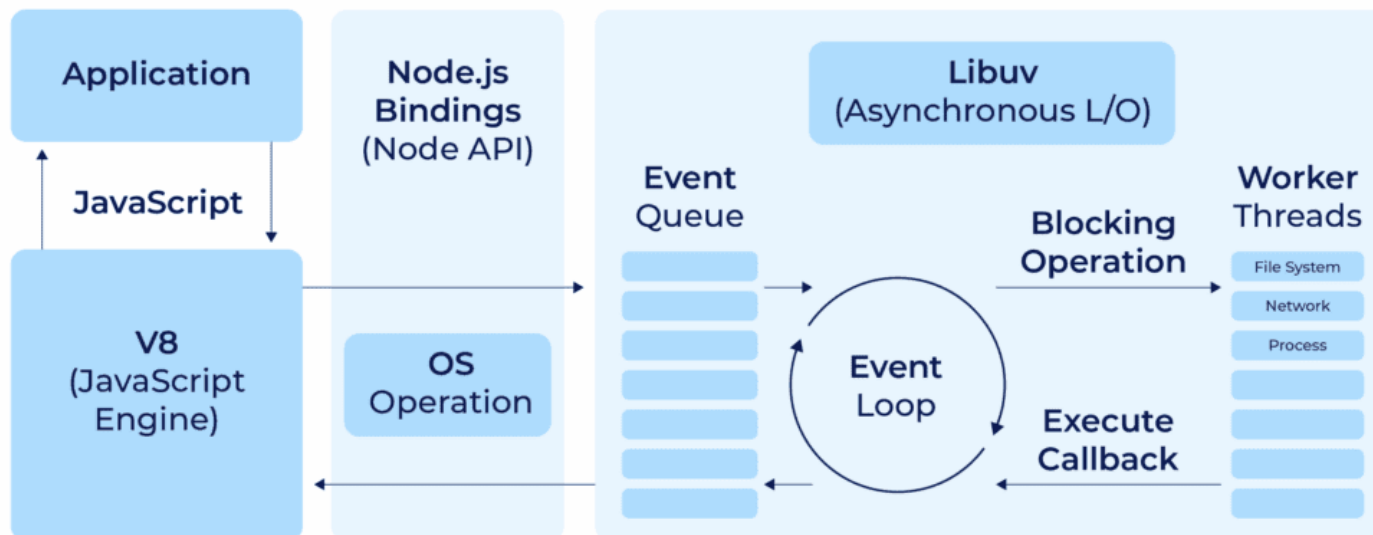 Application
JavaScript
V8
(JavaScript
Engine)
Node.js
Bindings
(Node API)
OS
Operation
Libuv
(Asynchronous L/O)
Event
Queue
Event
Loop
Blocking
Operation
Execute
Callback
Worker
Threads
File System
Network
Process